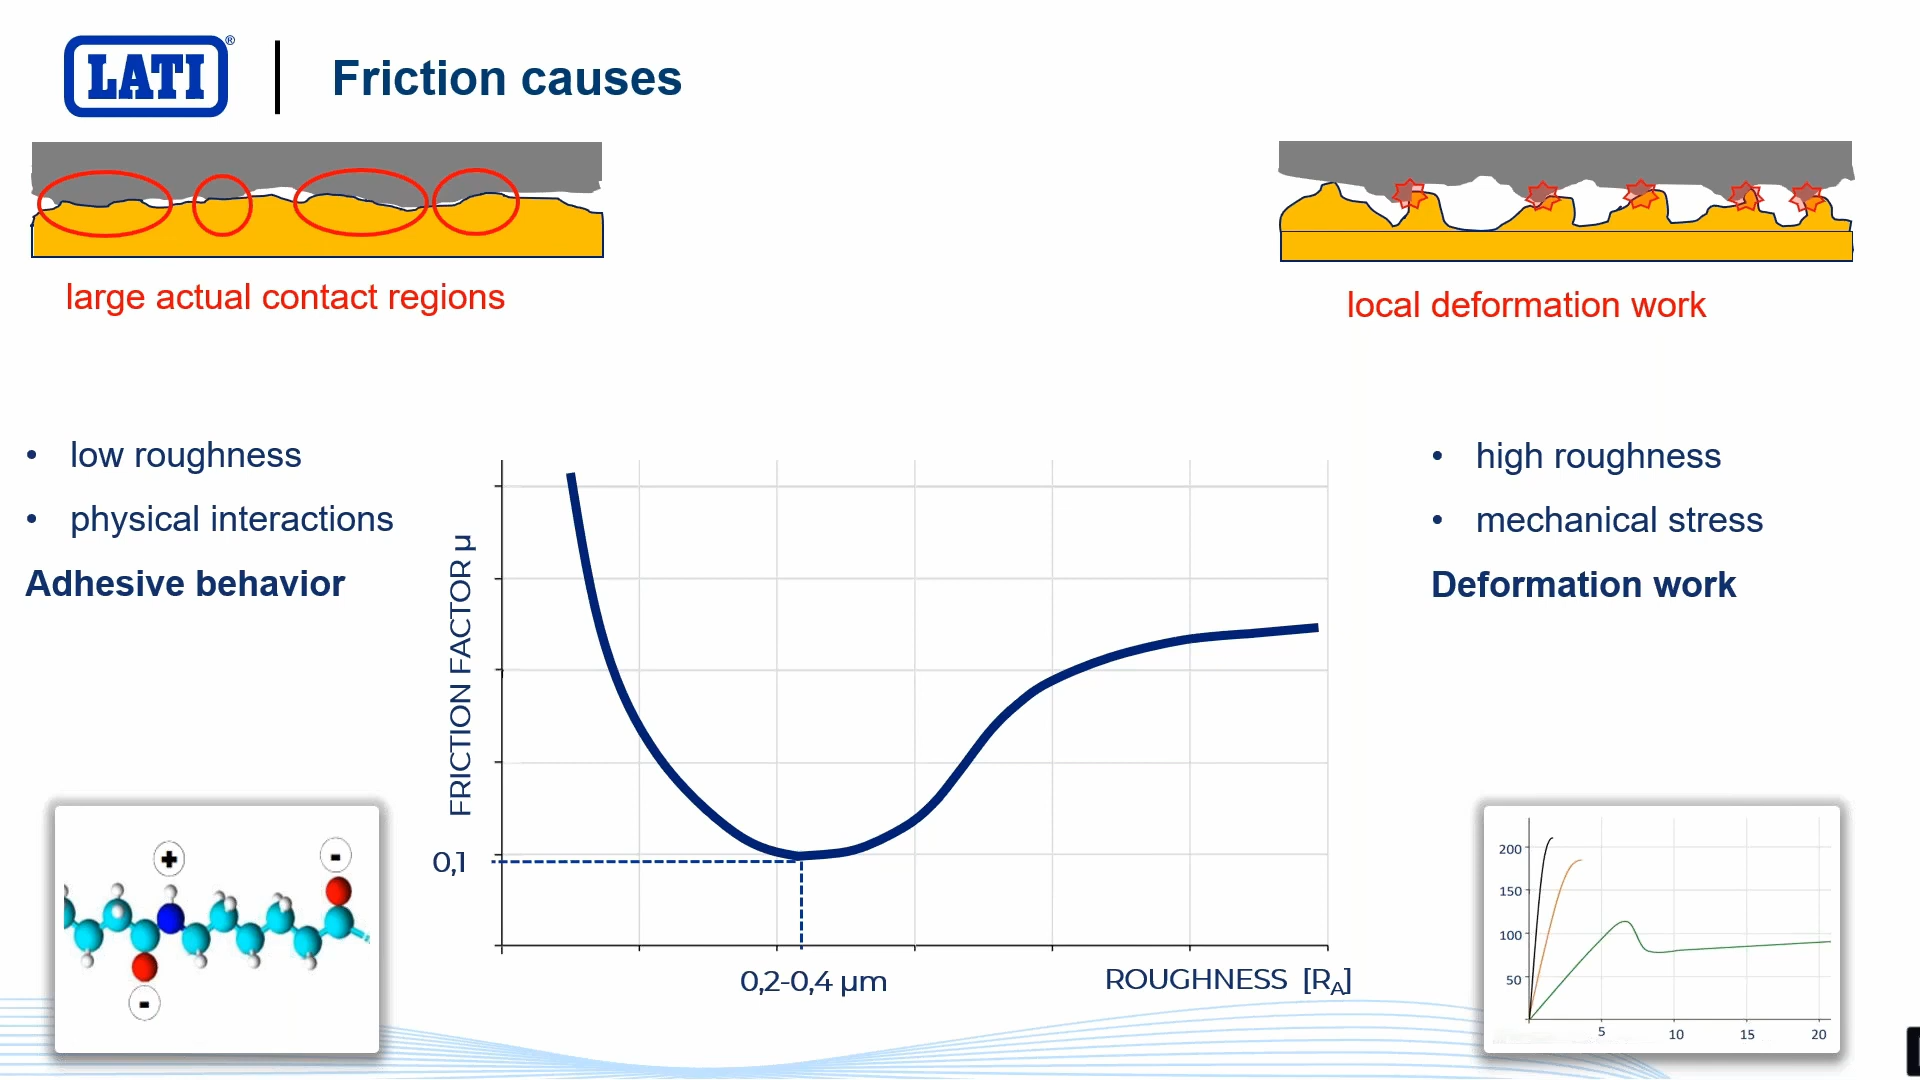 LATI®
Friction causes
large actual contact regions
local deformation work
• low roughness
• physical interactions
Adhesive behavior
• high roughness
• mechanical stress
Deformation work
FRICTION FACTOR µ
0,1
0,2-0,4 µm
ROUGHNESS [RA]
+
-
-
200
150
100
50
5 10 15 20